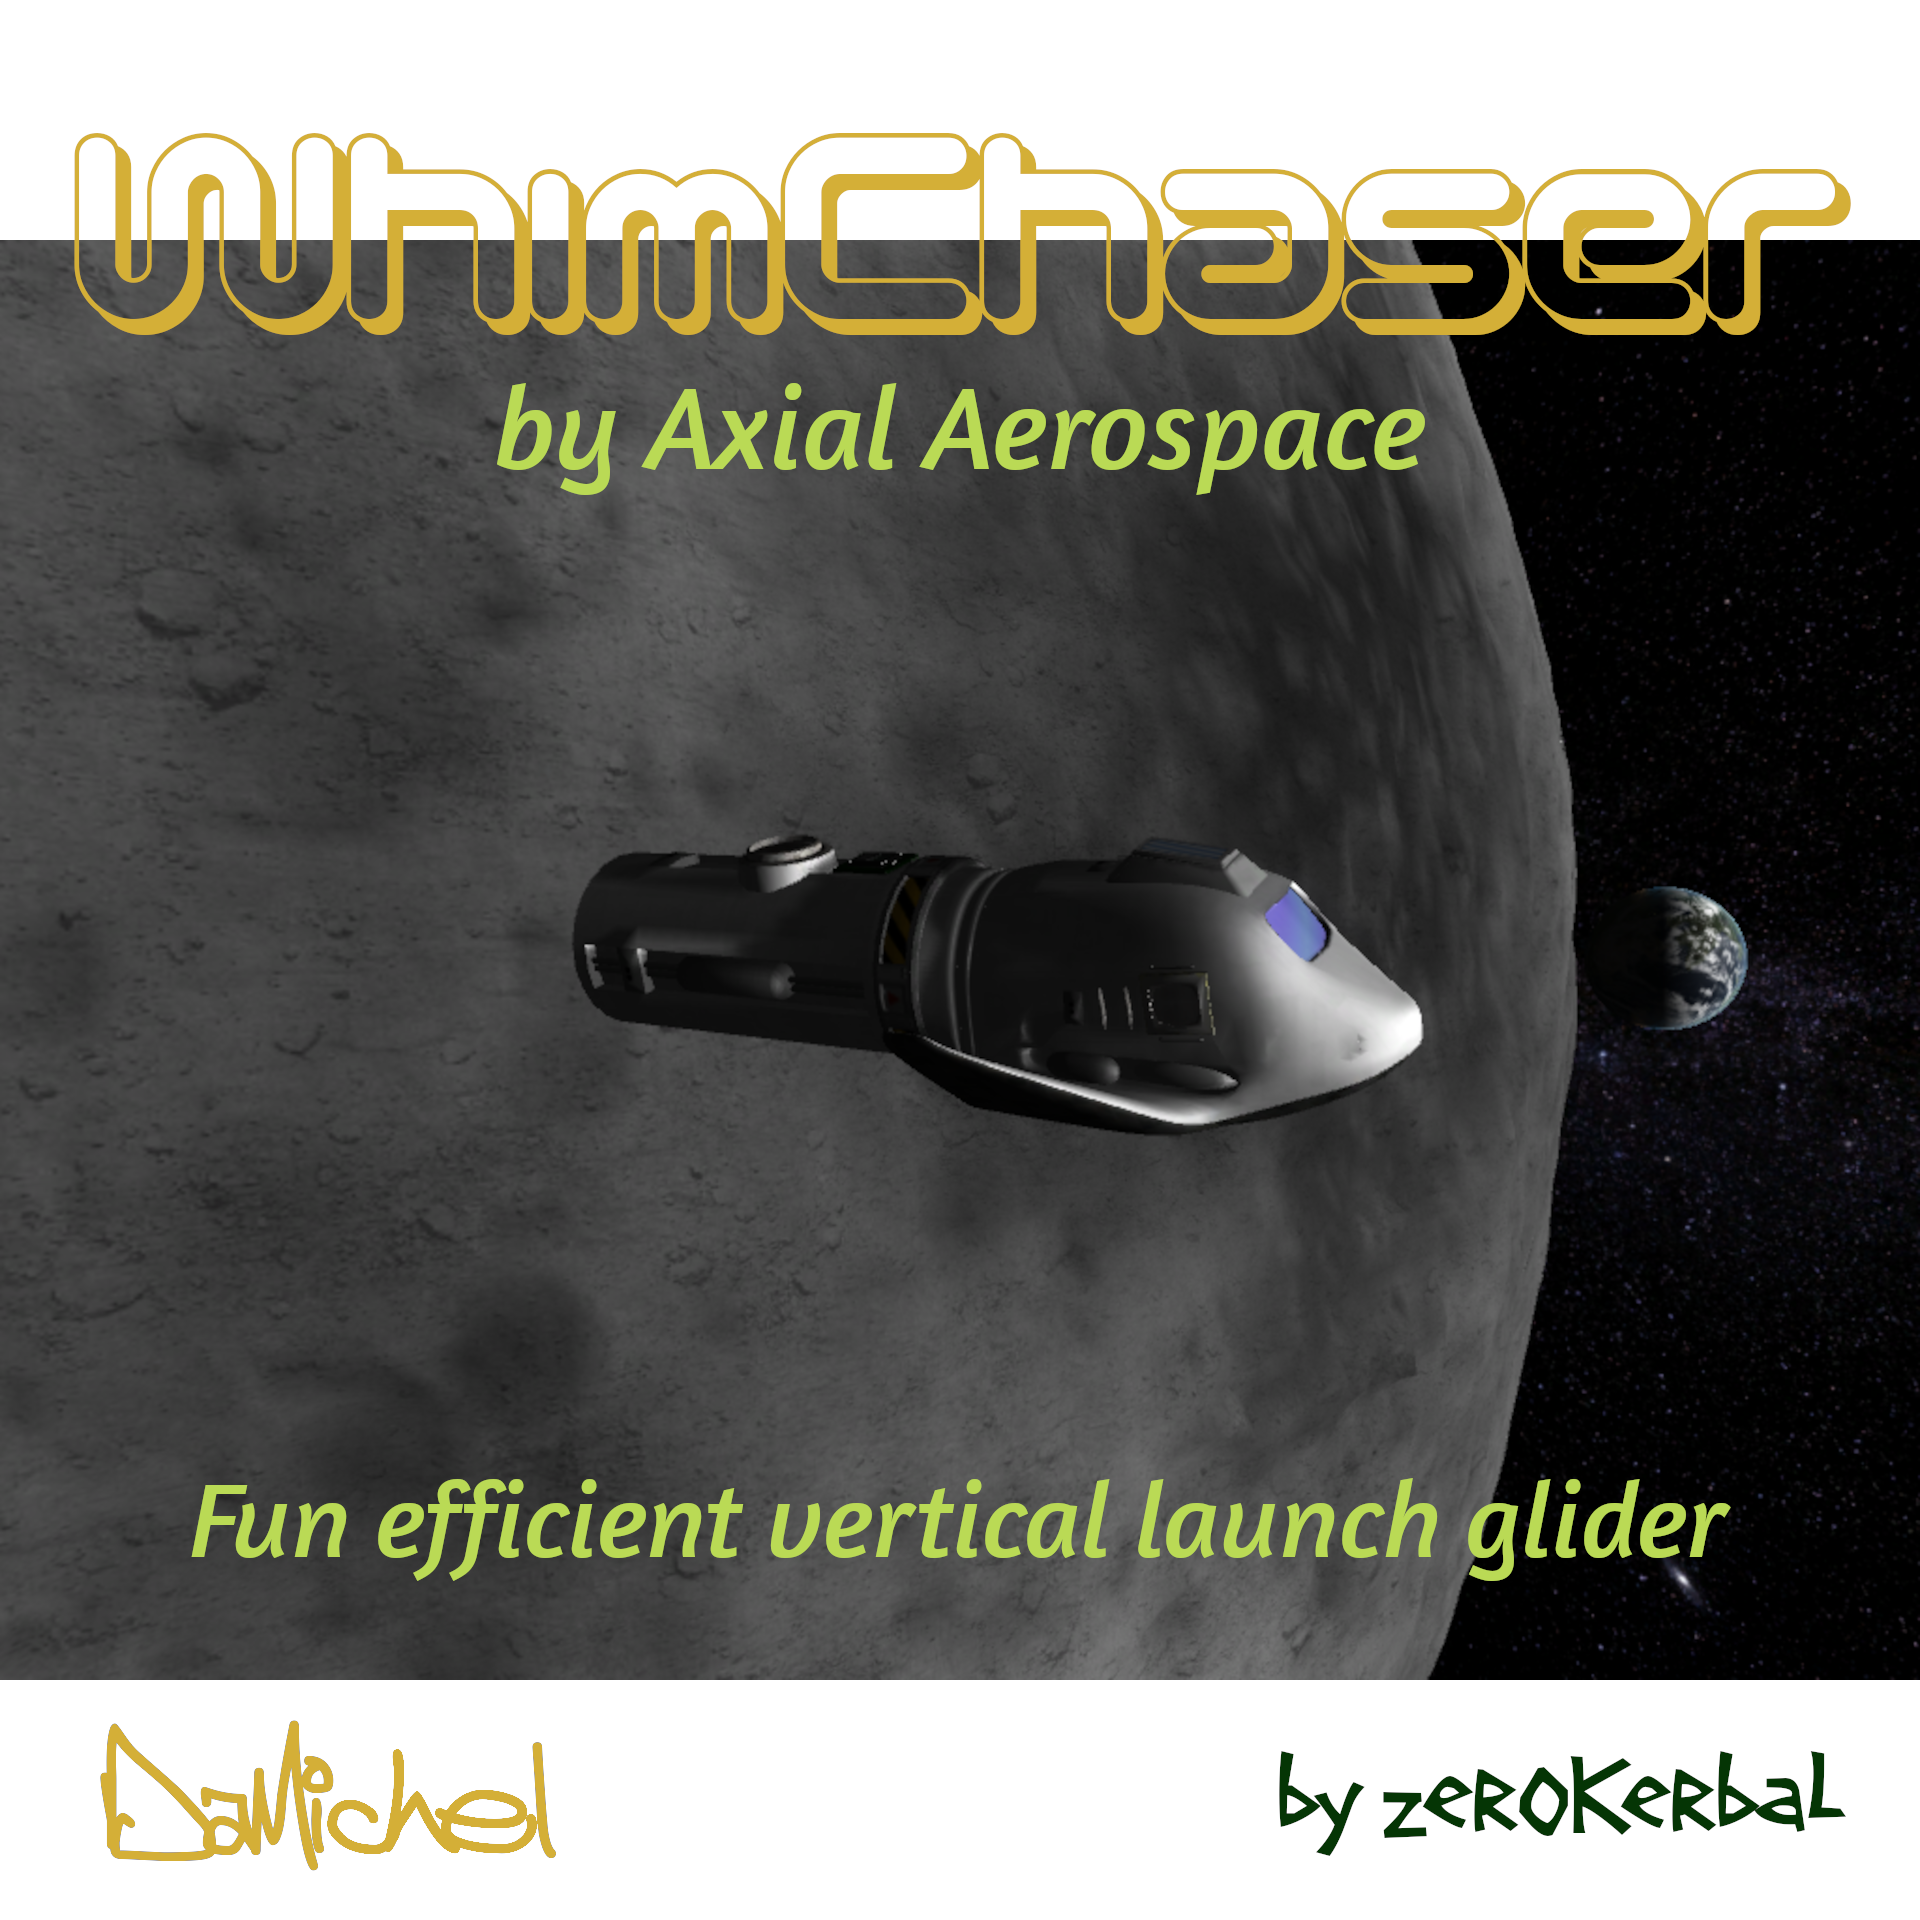 WhimChaser
by Axial Aerospace
Fun efficient vertical launch glider
DaMichel
by zeroKerbal